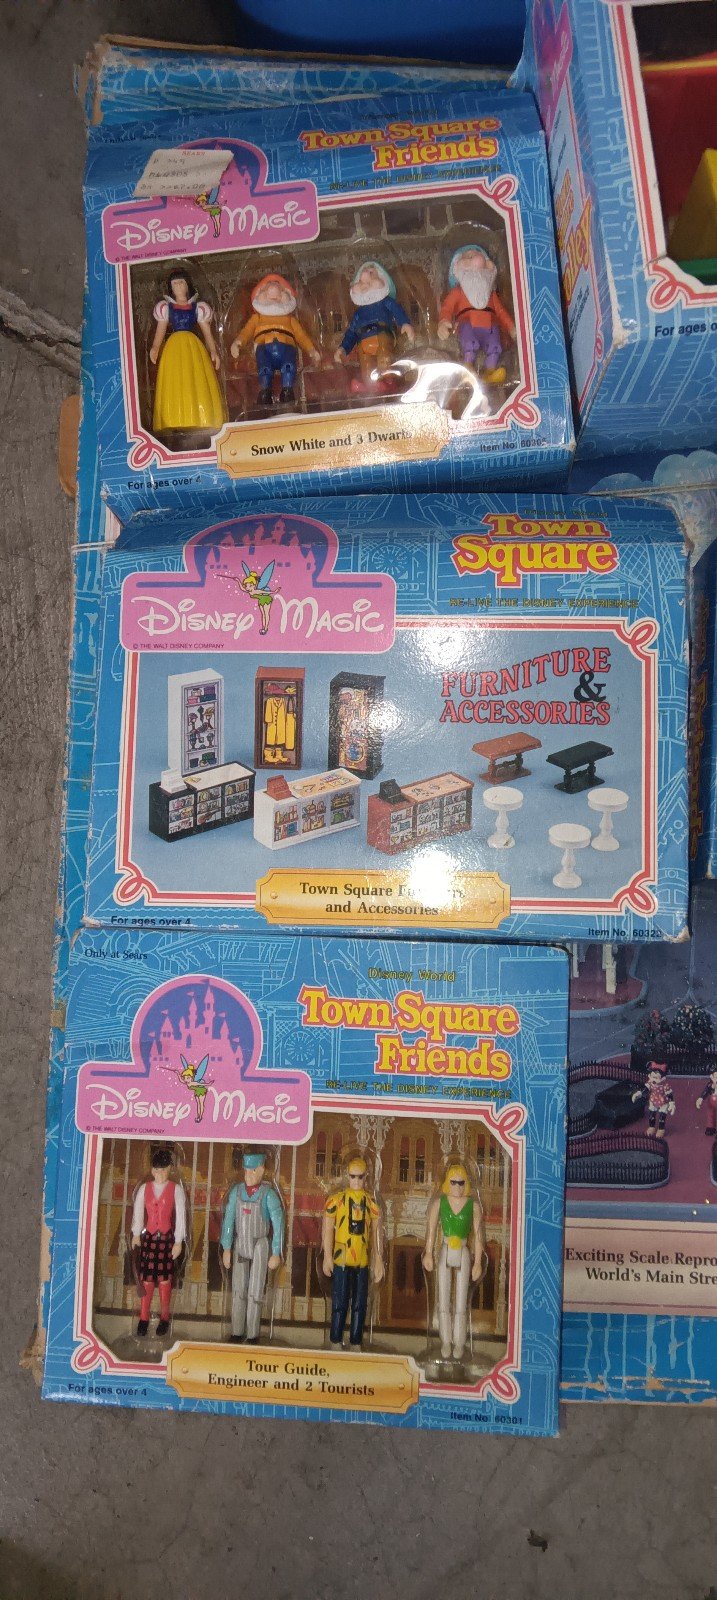 SEARS
Town Square
Friends
RE-LIVE THE DISNEY EXPERIENCE
DISNEY MAGIC
© THE WALT DISNEY COMPANY
Snow White and 3 Dwarfs
For ages over 4
Item No. 60302
For ages o
Town
Square
RE-LIVE THE DISNEY EXPERIENCE
DISNEY MAGIC
© THE WALT DISNEY COMPANY
FURNITURE
&
ACCESSORIES
Town Square Furniture
and Accessories
For ages over 4
Item No. 60320
Only at Sears
Disney World
Town Square
Friends
RE-LIVE THE DISNEY EXPERIENCE
DISNEY MAGIC
© THE WALT DISNEY COMPANY
Tour Guide,
Engineer and 2 Tourists
For ages over 4
Item No. 60301
Exciting Scale Repro
World's Main Stre